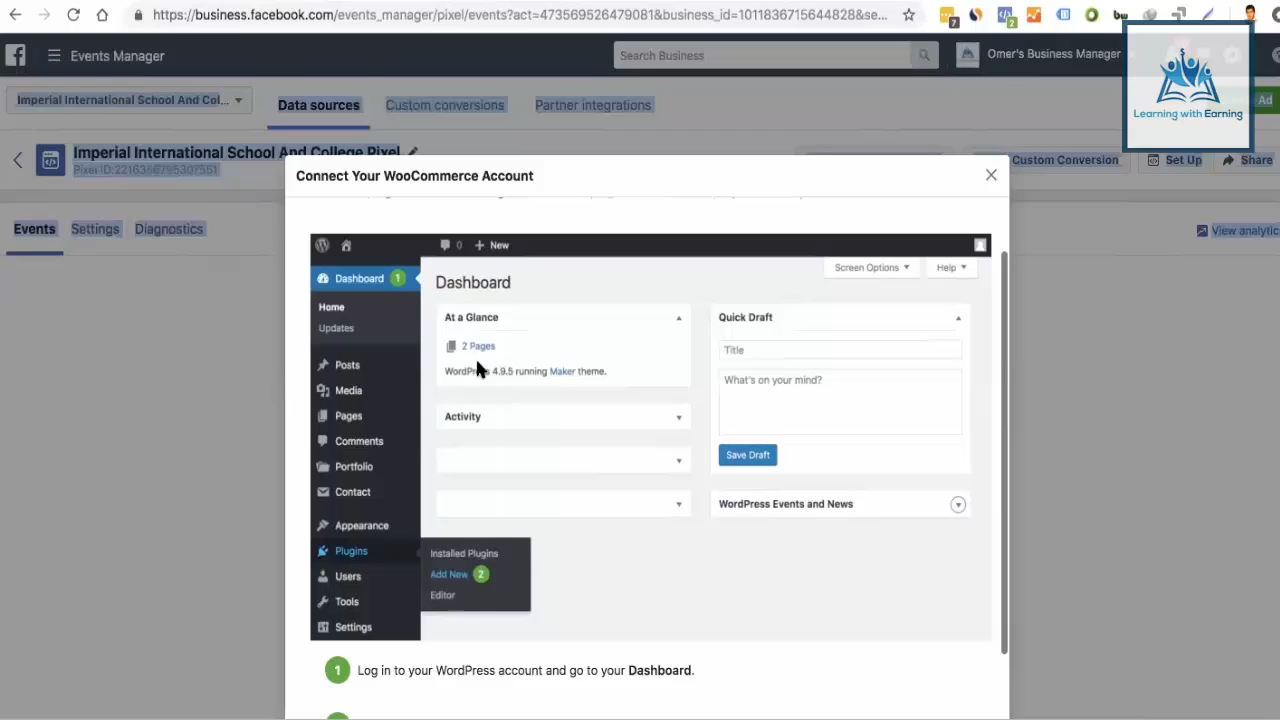 https://business.facebook.com/events_manager/pixel/events?act=473569526479081&business_id=1011836715644828&se...
7
2
Events Manager
Search Business
Omer's Business Manager
Learning with Earning
Ad
Imperial International School And Col...
Data sources
Custom conversions
Partner integrations
Imperial International School And College Pixel
Custom Conversion
Set Up
Share
Connect Your WooCommerce Account
Events
Settings
Diagnostics
View analytic
0
New
Dashboard
1
Screen Options
Help
Dashboard
Home
Updates
Posts
Media
Pages
Comments
Portfolio
Contact
Appearance
Plugins
Users
Tools
Settings
At a Glance
2 Pages
4.9.5 running Maker theme.
Activity
Quick Draft
Title
What's on your mind?
Save Draft
WordPress Events and News
Installed Plugins
Add New
2
Editor
1
Log in to your WordPress account and go to your Dashboard.